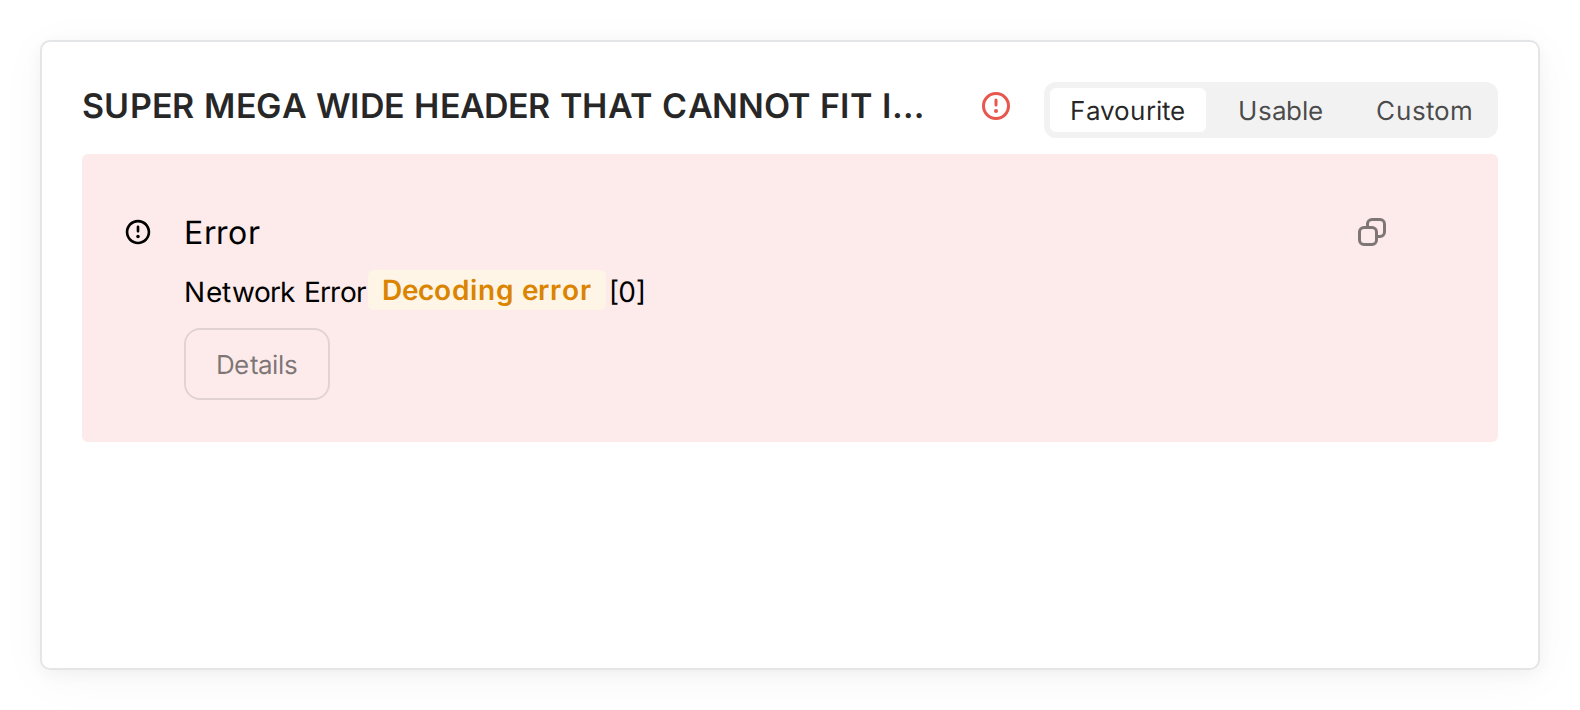 SUPER MEGA WIDE HEADER THAT CANNOT FIT I...
Favourite Usable Custom
Error
Network Error Decoding error [0]
Details